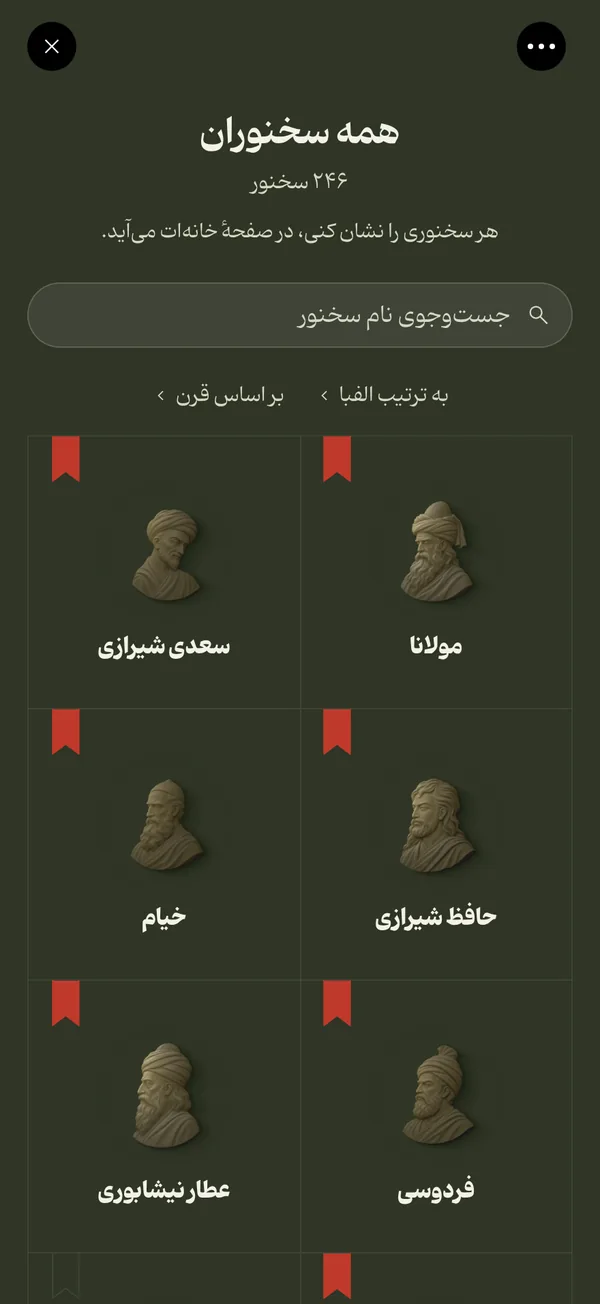 همه سخنوران
۲۴۶ سخنور
هر سخنوری را نشان کنی، در صفحهٔ خانه‌ات می‌آید.
جست‌وجوی نام سخنور
به ترتیب الفبا
بر اساس قرن
مولانا
سعدی شیرازی
حافظ شیرازی
خیام
فردوسی
عطار نیشابوری